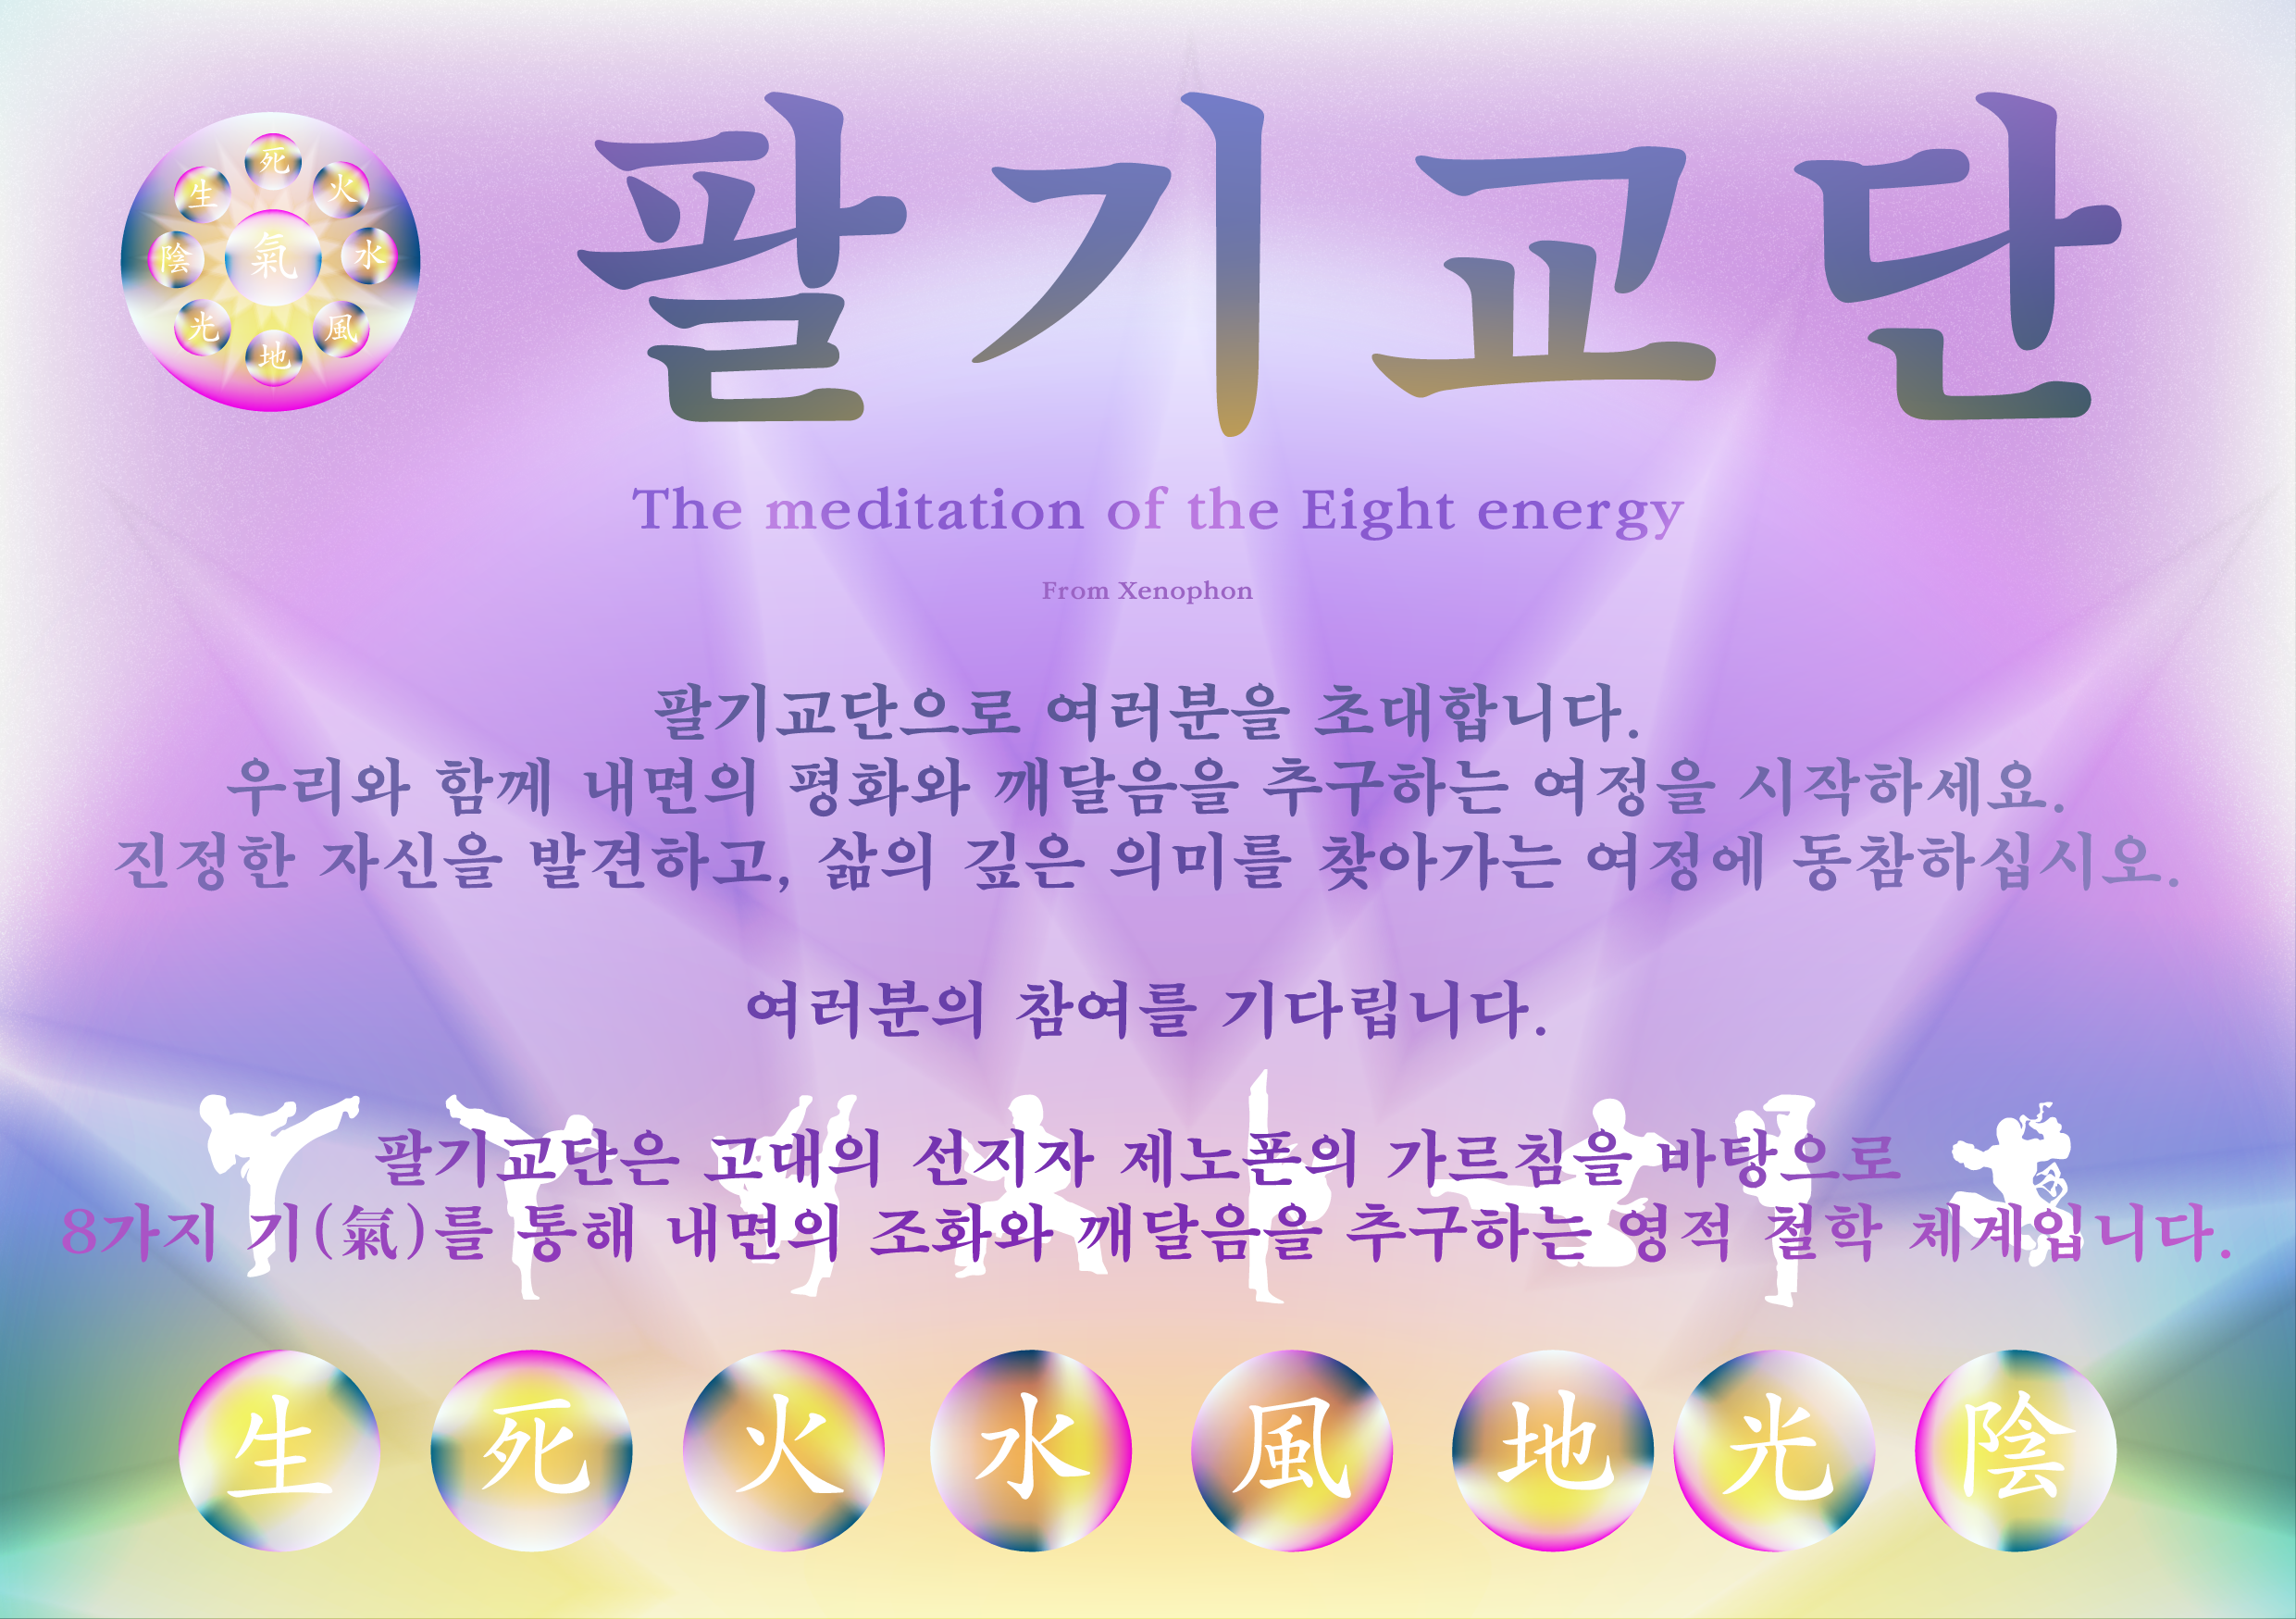 死
生 火
陰 氣 水
光 風
地
팔기교단
The meditation of the Eight energy
From Xenophon
팔기교단으로 여러분을 초대합니다.
우리와 함께 내면의 평화와 깨달음을 추구하는 여정을 시작하세요.
진정한 자신을 발견하고, 삶의 깊은 의미를 찾아가는 여정에 동참하십시오.
여러분의 참여를 기다립니다.
팔기교단은 고대의 선지자 제노폰의 가르침을 바탕으로
8가지 기(氣)를 통해 내면의 조화와 깨달음을 추구하는 영적 철학 체계입니다.
生 死 火 水 風 地 光 陰